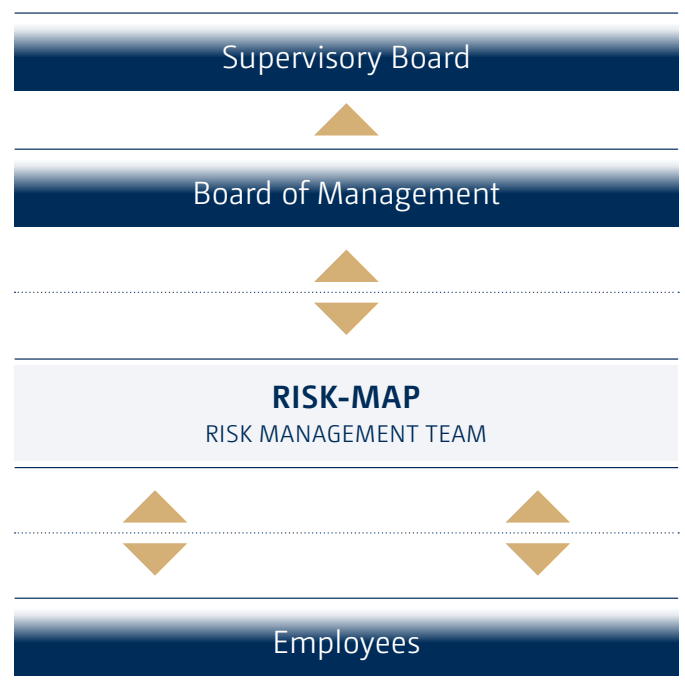 Supervisory Board
Board of Management
RISK-MAP
RISK MANAGEMENT TEAM
Employees